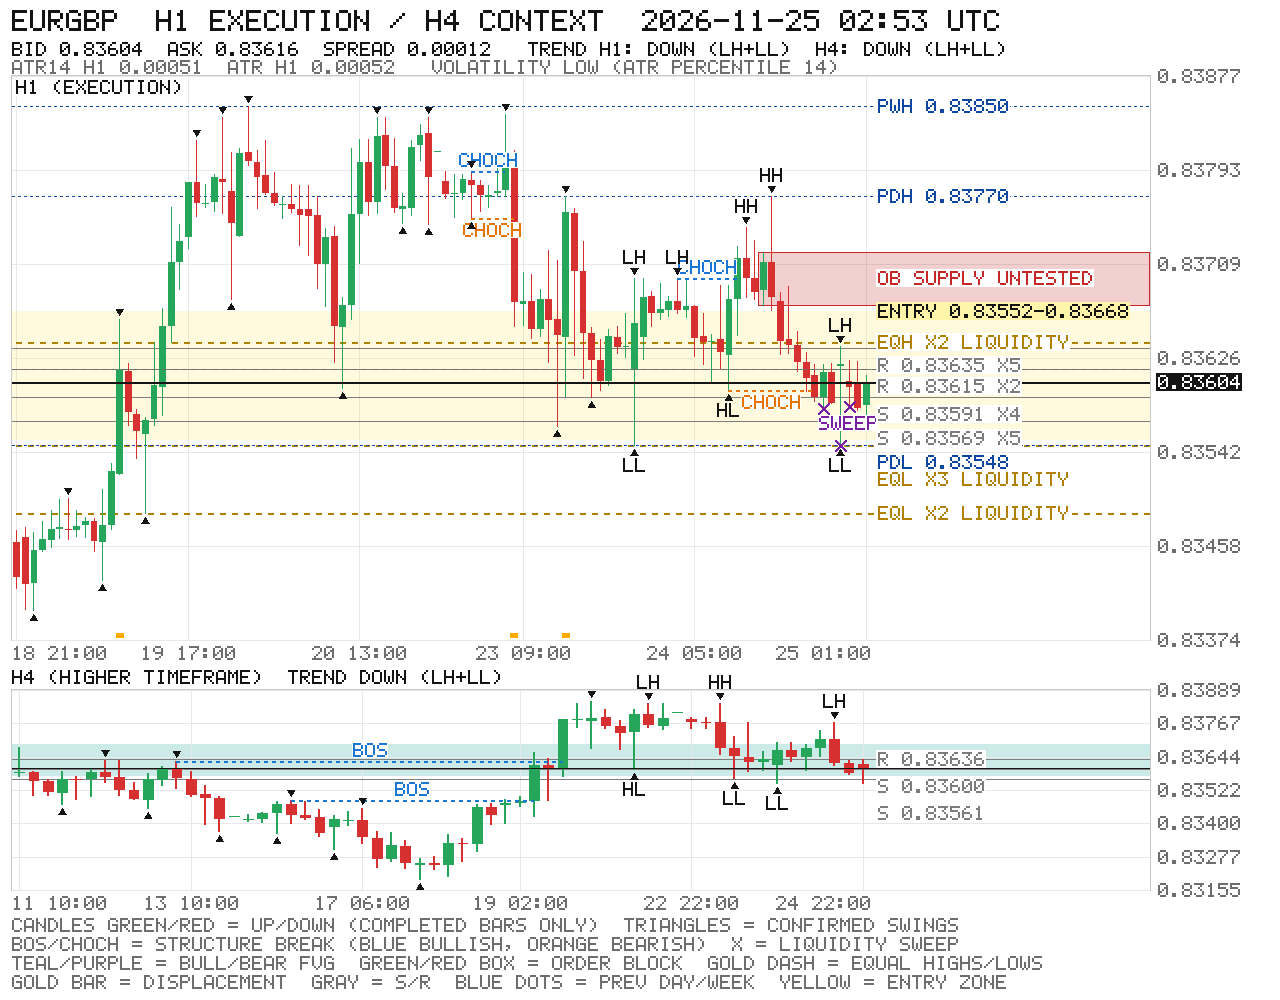 EURGBP  H1 EXECUTION / H4 CONTEXT  2026-11-25 02:53 UTC
BID 0.83604  ASK 0.83616  SPREAD 0.00012   TREND H1: DOWN (LH+LL)  H4: DOWN (LH+LL)
ATR14 H1 0.00051  ATR H1 0.00052   VOLATILITY LOW (ATR PERCENTILE 14)
0.83877
H1 (EXECUTION)
PWH 0.83850
CHOCH
0.83793
HH
PDH 0.83770
HH
CHOCH
LH
LH
CHOCH
0.83709
OB SUPPLY UNTESTED
ENTRY 0.83552-0.83668
LH
EQH X2 LIQUIDITY
0.83626
R 0.83635 X5
R 0.83615 X2
0.83604
HL
CHOCH
S 0.83591 X4
SWEEP
S 0.83569 X5
0.83542
LL
LL
PDL 0.83548
EQL X3 LIQUIDITY
EQL X2 LIQUIDITY
0.83458
0.83374
18 21:00
19 17:00
20 13:00
23 09:00
24 05:00
25 01:00
H4 (HIGHER TIMEFRAME)  TREND DOWN (LH+LL)
LH
HH
0.83889
LH
0.83767
BOS
R 0.83636
0.83644
BOS
HL
LL
LL
S 0.83600
0.83522
S 0.83561
0.83400
0.83277
0.83155
11 10:00
13 10:00
17 06:00
19 02:00
22 22:00
24 22:00
CANDLES GREEN/RED = UP/DOWN (COMPLETED BARS ONLY)  TRIANGLES = CONFIRMED SWINGS
BOS/CHOCH = STRUCTURE BREAK (BLUE BULLISH, ORANGE BEARISH)  X = LIQUIDITY SWEEP
TEAL/PURPLE = BULL/BEAR FVG  GREEN/RED BOX = ORDER BLOCK  GOLD DASH = EQUAL HIGHS/LOWS
GOLD BAR = DISPLACEMENT  GRAY = S/R  BLUE DOTS = PREV DAY/WEEK  YELLOW = ENTRY ZONE